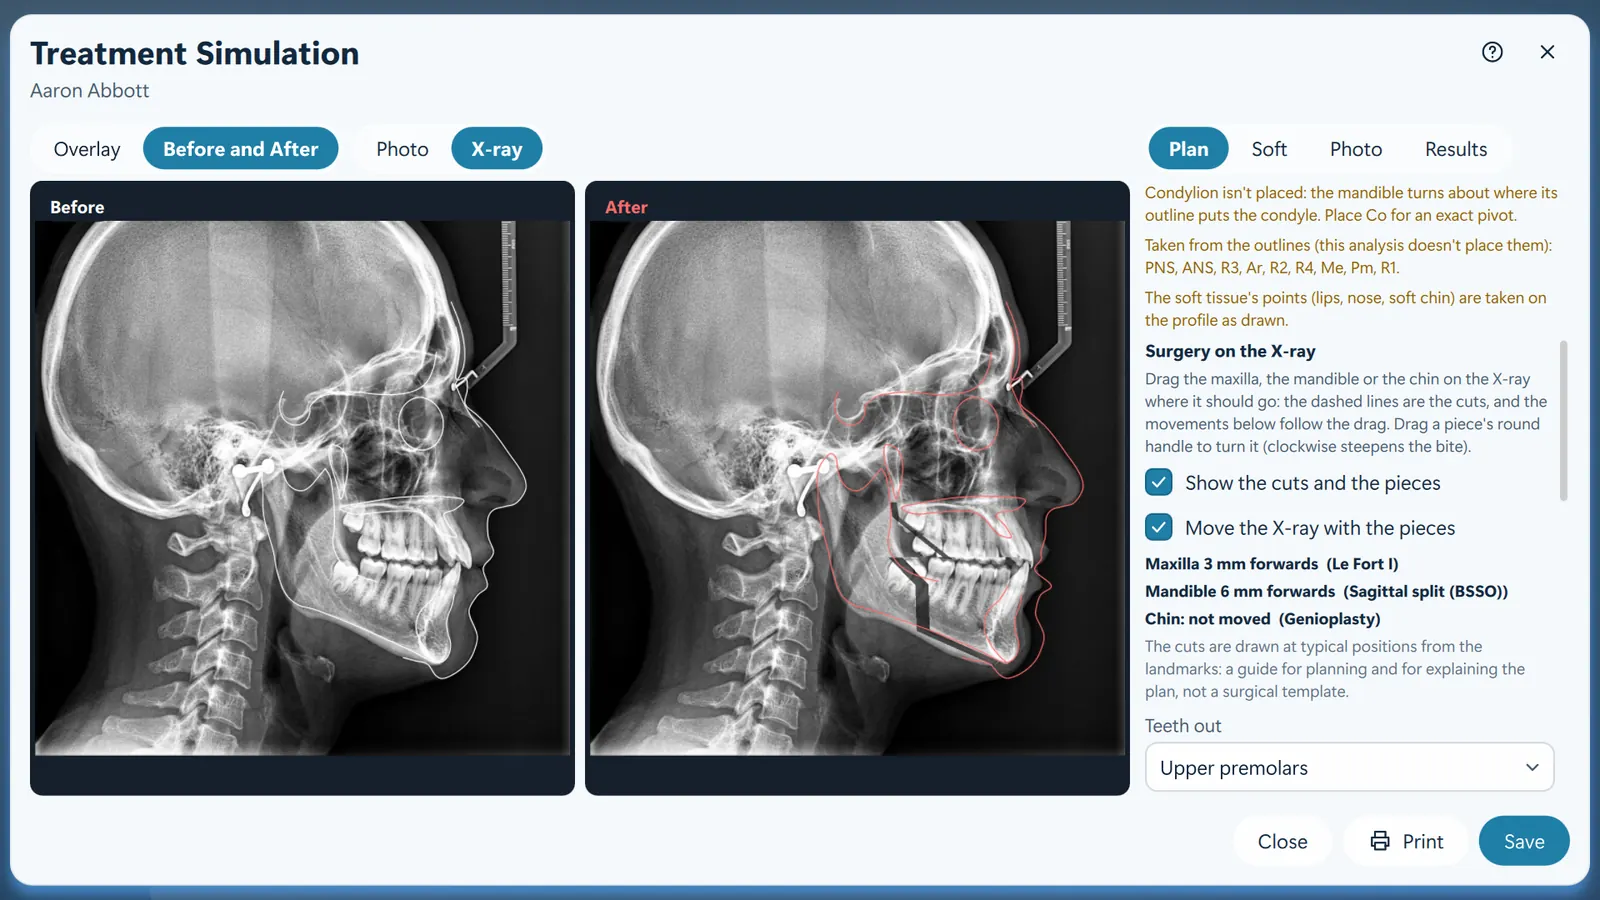 Treatment Simulation
Aaron Abbott
Overlay
Before and After
Photo
X-ray
Plan
Soft
Photo
Results
Before
After
Condylion isn't placed: the mandible turns about where its
outline puts the condyle. Place Co for an exact pivot.
Taken from the outlines (this analysis doesn't place them):
PNS, ANS, R3, Ar, R2, R4, Me, Pm, R1.
The soft tissue's points (lips, nose, soft chin) are taken on
the profile as drawn.
Surgery on the X-ray
Drag the maxilla, the mandible or the chin on the X-ray
where it should go: the dashed lines are the cuts, and the
movements below follow the drag. Drag a piece's round
handle to turn it (clockwise steepens the bite).
Show the cuts and the pieces
Move the X-ray with the pieces
Maxilla 3 mm forwards (Le Fort I)
Mandible 6 mm forwards (Sagittal split (BSSO))
Chin: not moved (Genioplasty)
The cuts are drawn at typical positions from the
landmarks: a guide for planning and for explaining the
plan, not a surgical template.
Teeth out
Upper premolars
Close
Print
Save